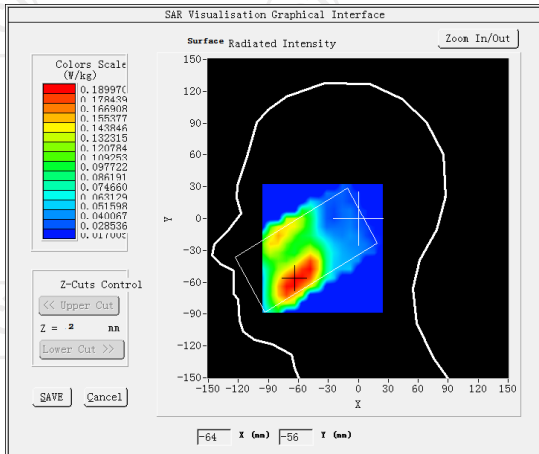 SAR Visualisation Graphical Interface
Surface Radiated Intensity
Zoom In/Out
Colors Scale
(W/kg)
0.189970
0.178439
0.166908
0.155377
0.143846
0.132315
0.120784
0.109253
0.097722
0.086191
0.074660
0.063129
0.051598
0.040067
0.028536
0.017005
150
120
90
60
30
0
-30
-60
-90
-120
-150
Y
-150 -120 -90 -60 -30 0 30 60 90 120 150
X
Z-Cuts Control
<< Upper Cut
Z = 2 mm
Lower Cut >>
SAVE Cancel
-64 X (mm) -56 Y (mm)